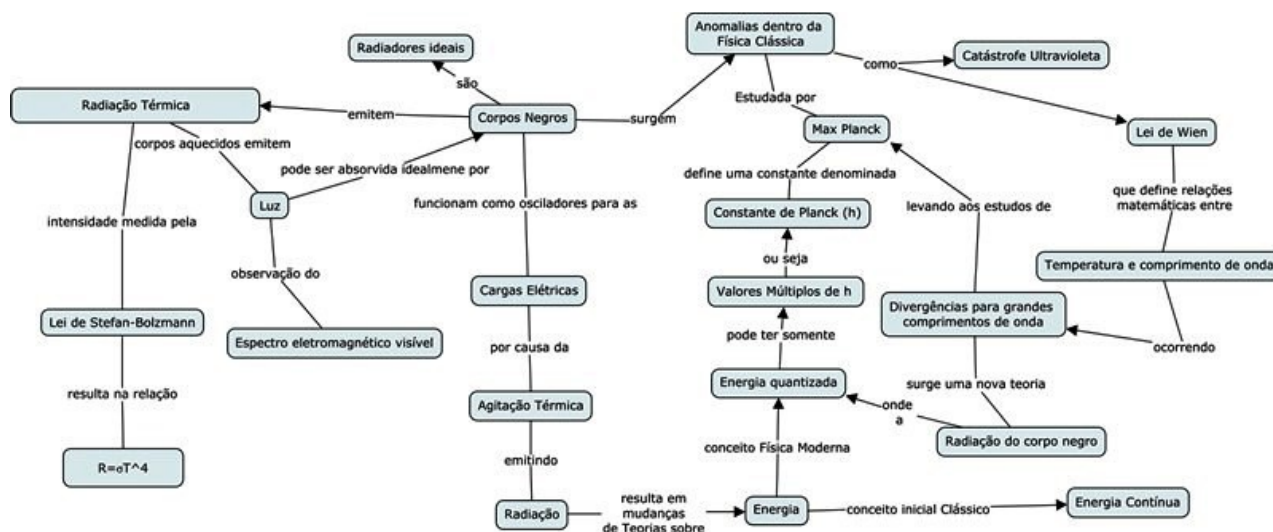 Anomalias dentro da
Física Clássica
Radiadores ideais
como
Catástrofe Ultravioleta
são
Radiação Térmica
emitem
Corpos Negros
surgem
Estudada por
Max Planck
Lei de Wien
corpos aquecidos emitem
pode ser absorvida idealmene por
define uma constante denominada
que define relações
matemáticas entre
Luz
funcionam como osciladores para as
Constante de Planck (h)
levando aos estudos de
intensidade medida pela
ou seja
Temperatura e comprimento de onda
observação do
Cargas Elétricas
Valores Múltiplos de h
Divergências para grandes
comprimentos de onda
Lei de Stefan-Bolzmann
Espectro eletromagnético visível
por causa da
pode ter somente
ocorrendo
resulta na relação
Agitação Térmica
Energia quantizada
surge uma nova teoria
onde
a
conceito Física Moderna
Radiação do corpo negro
R=σT^4
emitindo
Radiação
resulta em
mudanças
de Teorias sobre
Energia
conceito inicial Clássico
Energia Contínua